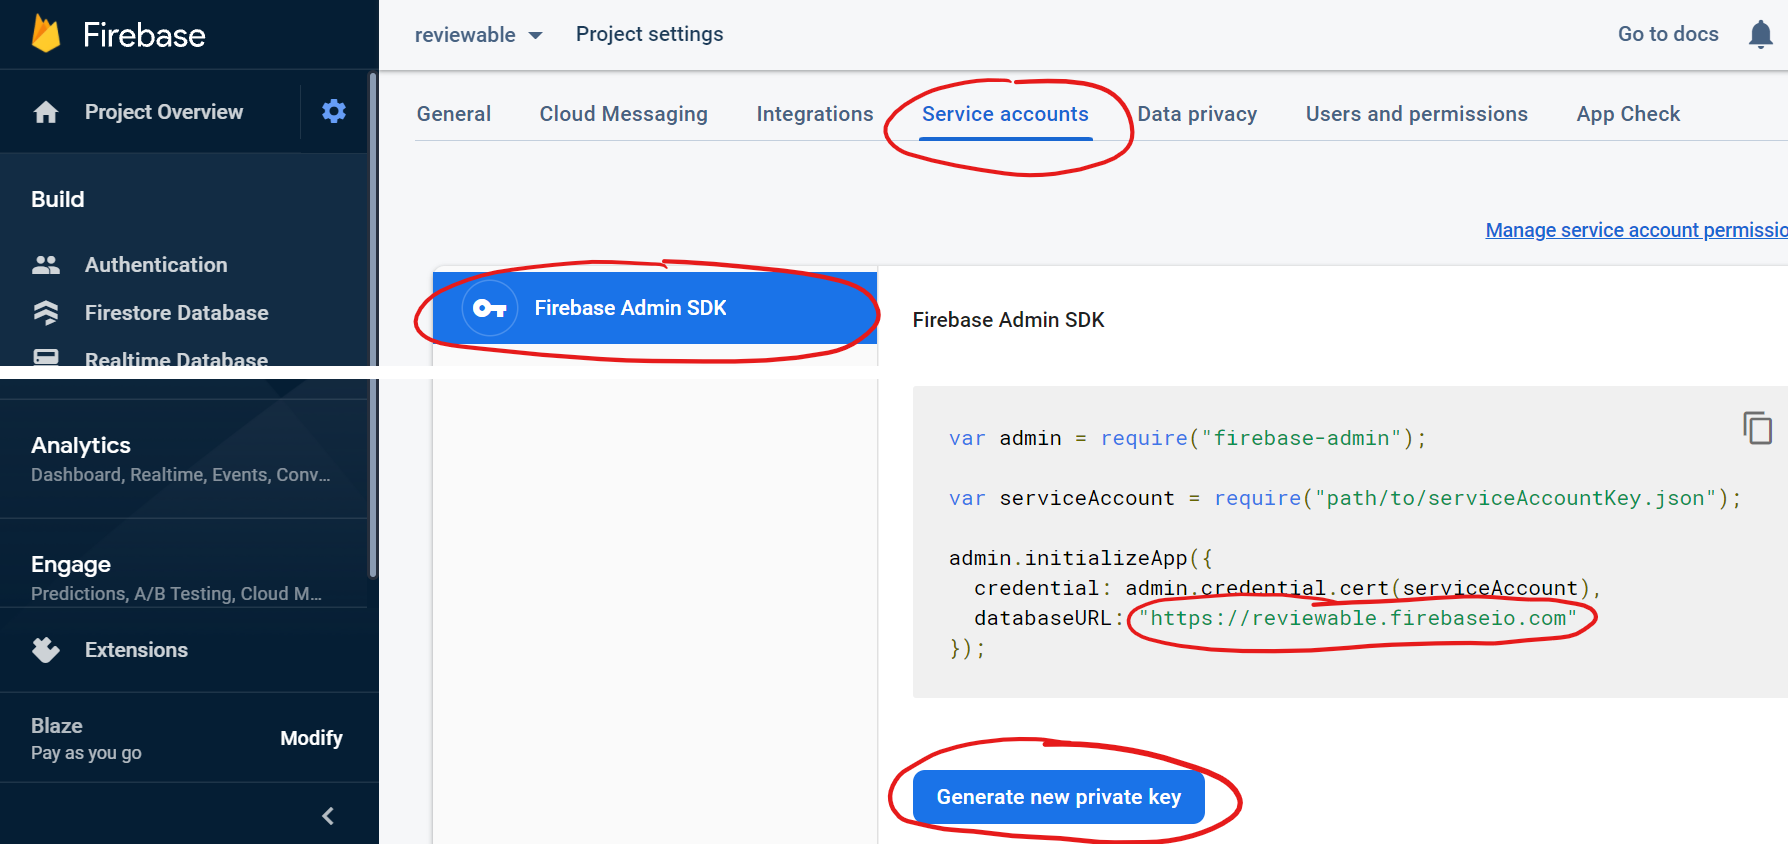 Firebase
reviewable
Project settings
Go to docs
Project Overview
General
Cloud Messaging
Integrations
Service accounts
Data privacy
Users and permissions
App Check
Build
Manage service account permissio
Authentication
Firestore Database
Realtime Database
Firebase Admin SDK
Firebase Admin SDK
var admin = require("firebase-admin");
var serviceAccount = require("path/to/serviceAccountKey.json");
admin.initializeApp({
credential: admin.credential.cert(serviceAccount),
databaseURL: "https://reviewable.firebaseio.com"
});
Analytics
Dashboard, Realtime, Events, Conv...
Engage
Predictions, A/B Testing, Cloud M...
Extensions
Blaze
Pay as you go
Modify
Generate new private key